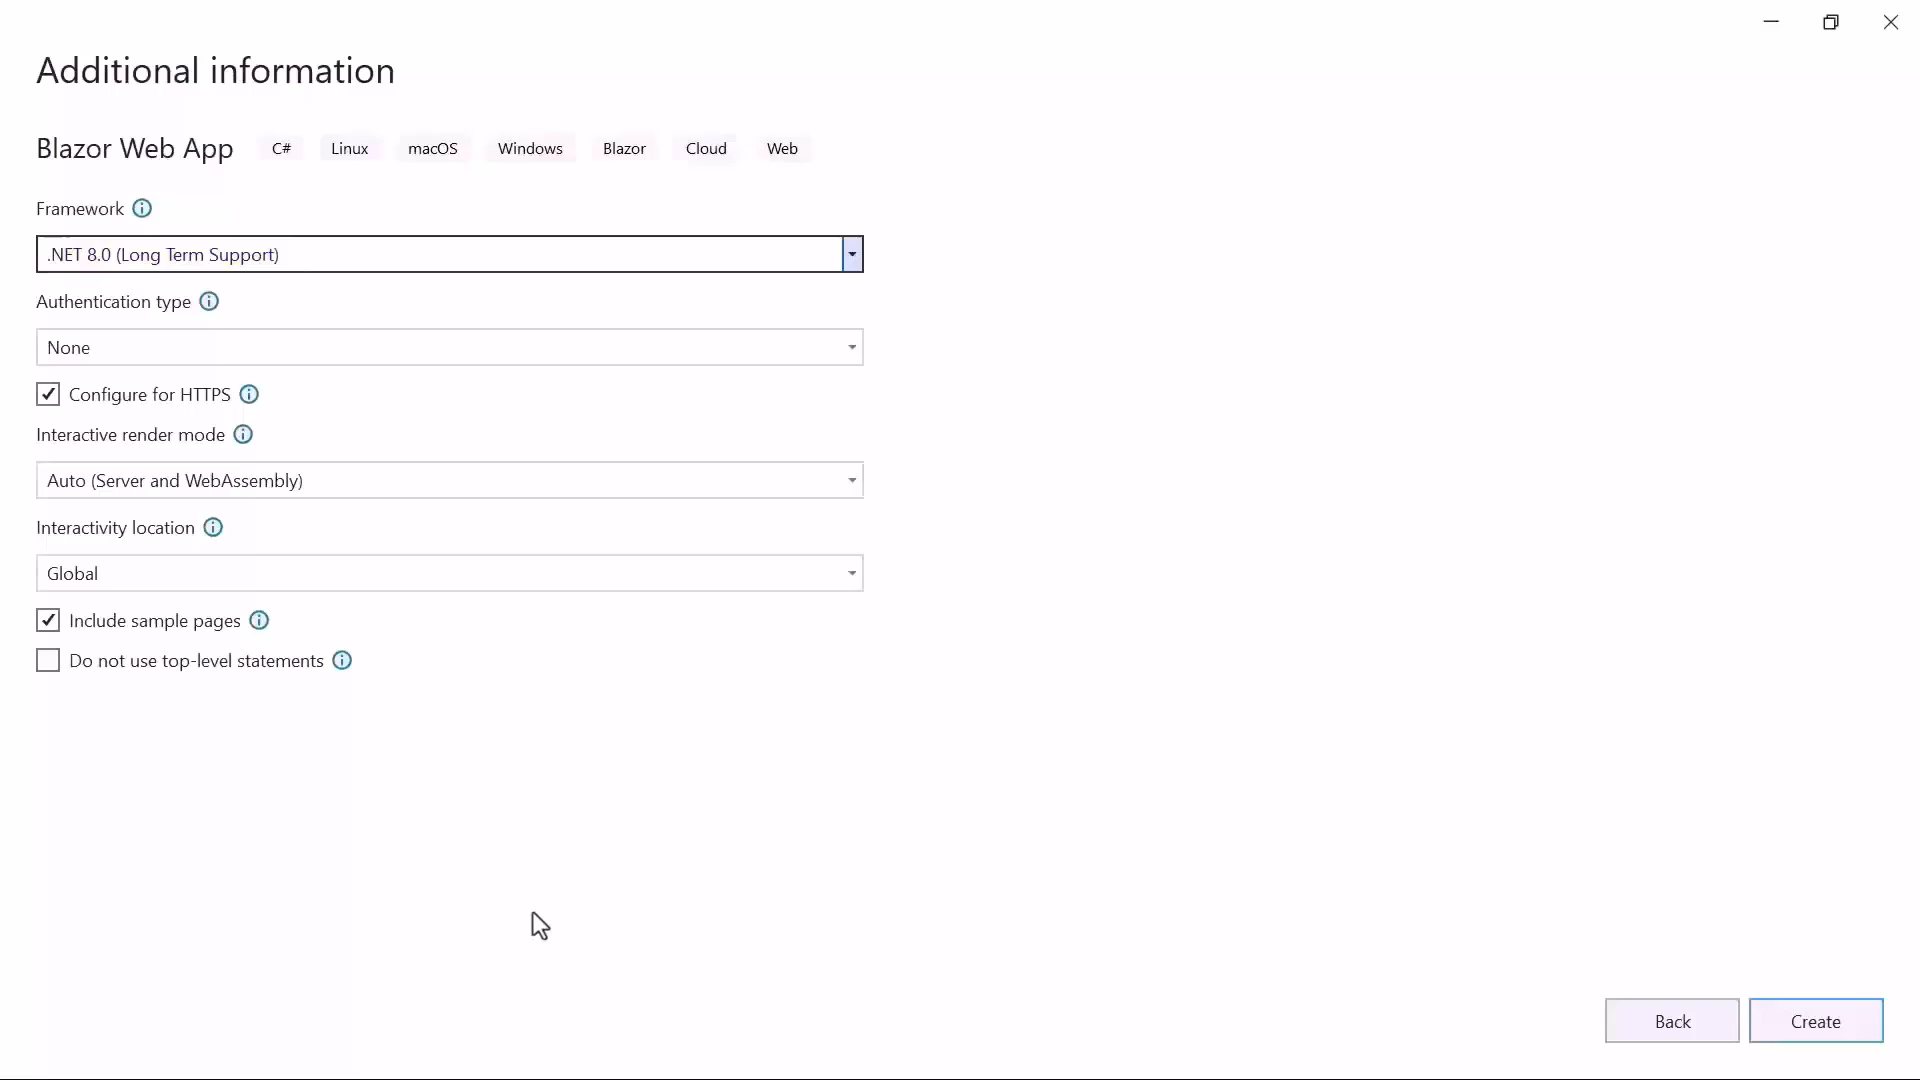 Additional information
Blazor Web App C# Linux macOS Windows Blazor Cloud Web
Framework
.NET 8.0 (Long Term Support)
Authentication type
None
Configure for HTTPS
Interactive render mode
Auto (Server and WebAssembly)
Interactivity location
Global
Include sample pages
Do not use top-level statements
Back Create